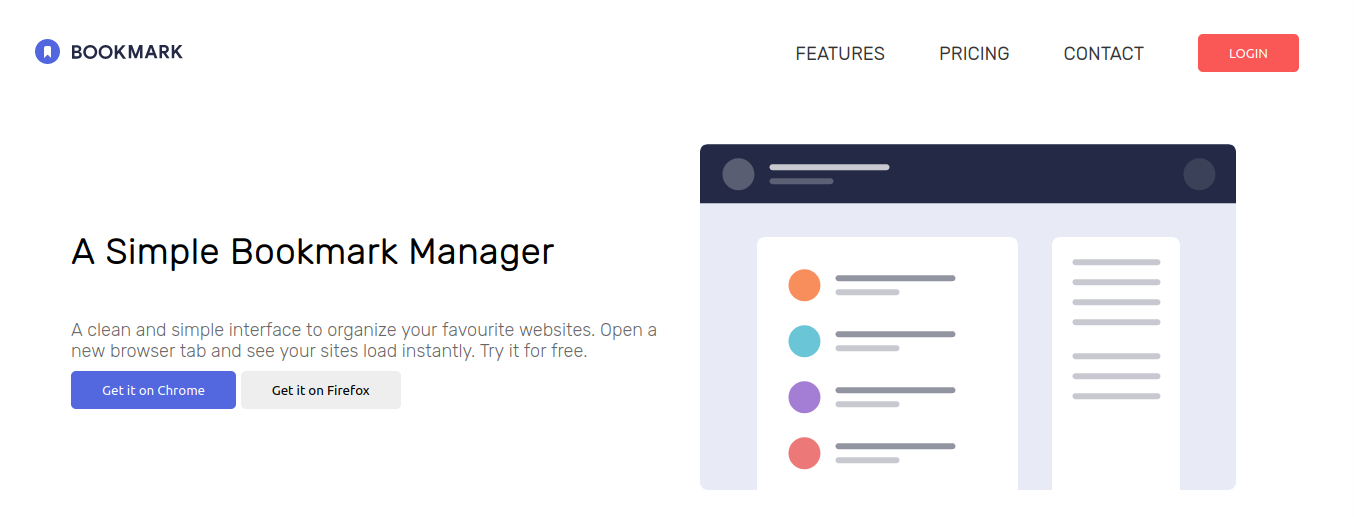 BOOKMARK
FEATURES PRICING CONTACT LOGIN
A Simple Bookmark Manager
A clean and simple interface to organize your favourite websites. Open a
new browser tab and see your sites load instantly. Try it for free.
Get it on Chrome Get it on Firefox